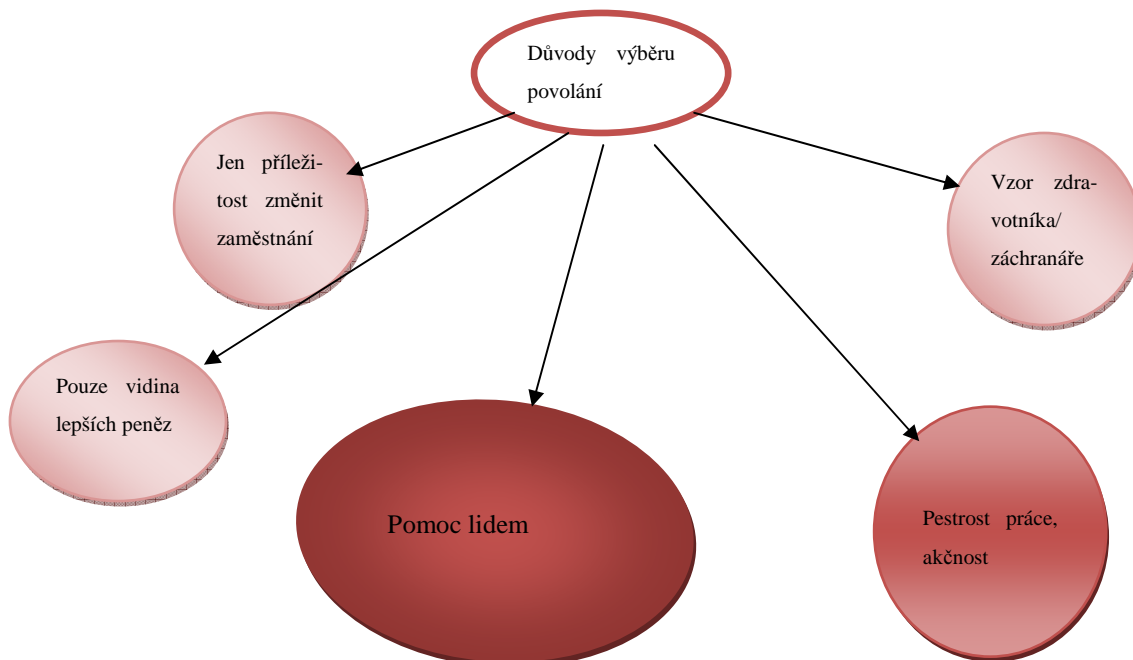 Důvody výběru
povolání
Jen příleži-
tost změnit
zaměstnání
Vzor zdra-
votníka/
záchranáře
Pouze vidina
lepších peněz
Pomoc lidem
Pestrost práce,
akčnost